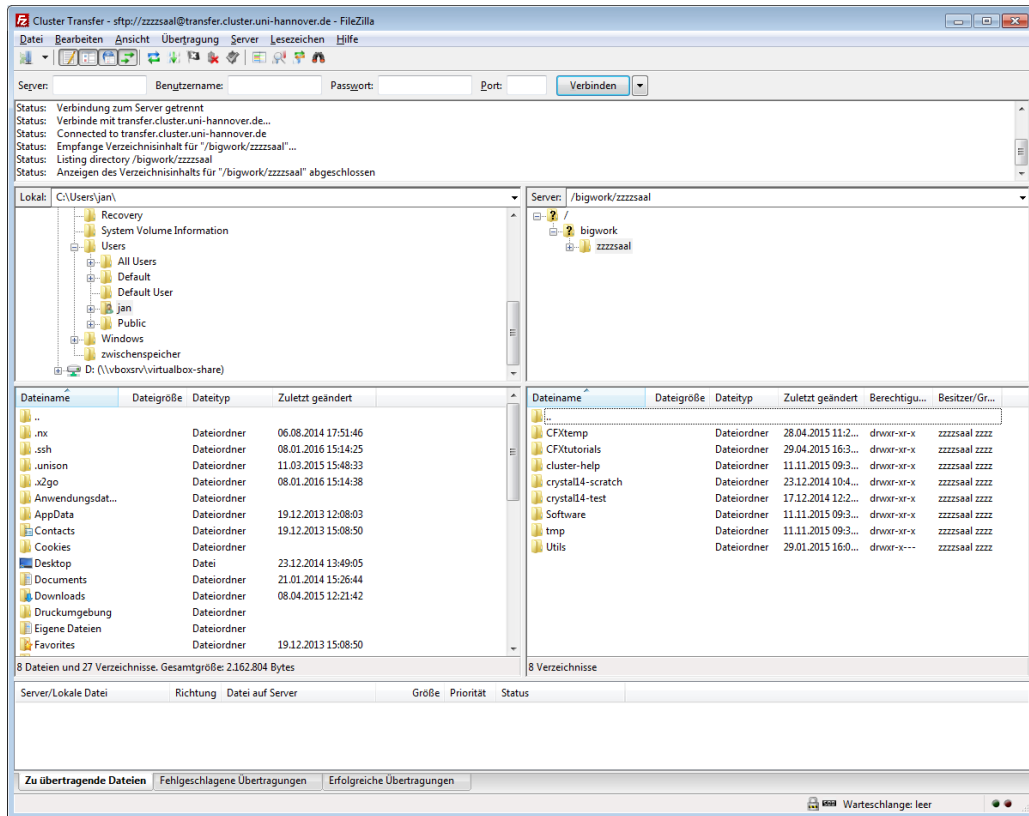 Cluster Transfer - sftp://zzzzsaal@transfer.cluster.uni-hannover.de - FileZilla
Datei Bearbeiten Ansicht Übertragung Server Lesezeichen Hilfe
Server: Benutzername: Passwort: Port: Verbinden
Status: Verbindung zum Server getrennt
Status: Verbinde mit transfer.cluster.uni-hannover.de...
Status: Connected to transfer.cluster.uni-hannover.de
Status: Empfange Verzeichnisinhalt für "/bigwork/zzzzsaal"...
Status: Listing directory /bigwork/zzzzsaal
Status: Anzeigen des Verzeichnisinhalts für "/bigwork/zzzzsaal" abgeschlossen
Lokal: C:\Users\jan\
Recovery
System Volume Information
Users
All Users
Default
Default User
jan
Public
Windows
zwischenspeicher
D: (\\vboxsrv\virtualbox-share)
Server: /bigwork/zzzzsaal
/
bigwork
zzzzsaal
Dateiname Dateigröße Dateityp Zuletzt geändert
..
.nx Dateiordner 06.08.2014 17:51:46
.ssh Dateiordner 08.01.2016 15:14:25
.unison Dateiordner 11.03.2015 15:48:33
.x2go Dateiordner 08.01.2016 15:14:38
Anwendungsdat... Dateiordner
AppData Dateiordner 19.12.2013 12:08:03
Contacts Dateiordner 19.12.2013 15:08:50
Cookies Dateiordner
Desktop Datei 23.12.2014 13:49:05
Documents Dateiordner 21.01.2014 15:26:44
Downloads Dateiordner 08.04.2015 12:21:42
Druckumgebung Dateiordner
Eigene Dateien Dateiordner
Favorites Dateiordner 19.12.2013 15:08:50
8 Dateien und 27 Verzeichnisse. Gesamtgröße: 2.162.804 Bytes
Dateiname Dateigröße Dateityp Zuletzt geändert Berechtigu... Besitzer/Gr...
..
CFXtemp Dateiordner 28.04.2015 11:2... drwxr-xr-x zzzzsaal zzzz
CFXtutorials Dateiordner 29.04.2015 16:3... drwxr-xr-x zzzzsaal zzzz
cluster-help Dateiordner 11.11.2015 09:3... drwxr-xr-x zzzzsaal zzzz
crystal14-scratch Dateiordner 23.12.2014 10:4... drwxr-xr-x zzzzsaal zzzz
crystal14-test Dateiordner 17.12.2014 12:2... drwxr-xr-x zzzzsaal zzzz
Software Dateiordner 11.11.2015 09:3... drwxr-xr-x zzzzsaal zzzz
tmp Dateiordner 11.11.2015 09:3... drwxr-xr-x zzzzsaal zzzz
Utils Dateiordner 29.01.2015 16:0... drwxr-x--- zzzzsaal zzzz
8 Verzeichnisse
Server/Lokale Datei Richtung Datei auf Server Größe Priorität Status
Zu übertragende Dateien Fehlgeschlagene Übertragungen Erfolgreiche Übertragungen
Warteschlange: leer